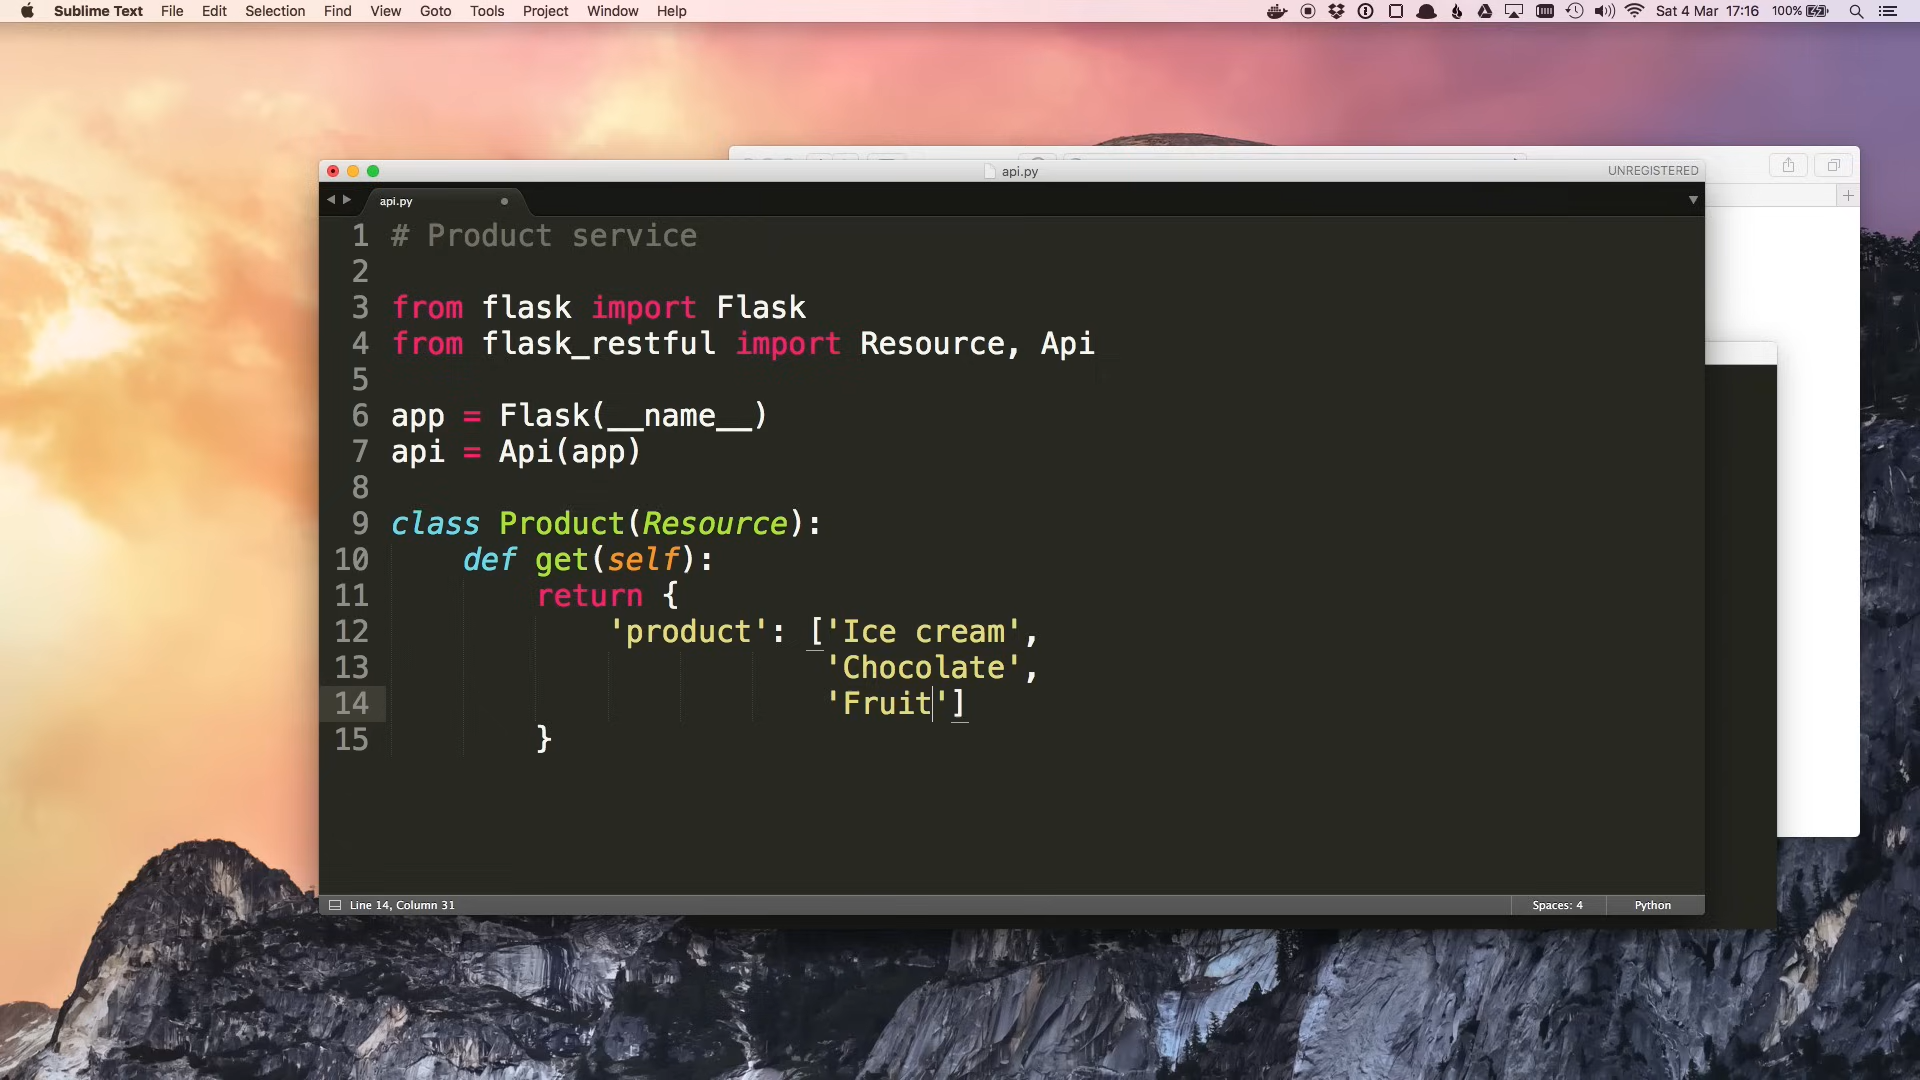 Sublime Text File Edit Selection Find View Goto Tools Project Window Help Sat 4 Mar 17:16 100%
api.py UNREGISTERED
api.py
1 # Product service
2
3 from flask import Flask
4 from flask_restful import Resource, Api
5
6 app = Flask(__name__)
7 api = Api(app)
8
9 class Product(Resource):
10 def get(self):
11 return {
12 'product': ['Ice cream',
13 'Chocolate',
14 'Fruit']
15 }
Line 14, Column 31 Spaces: 4 Python